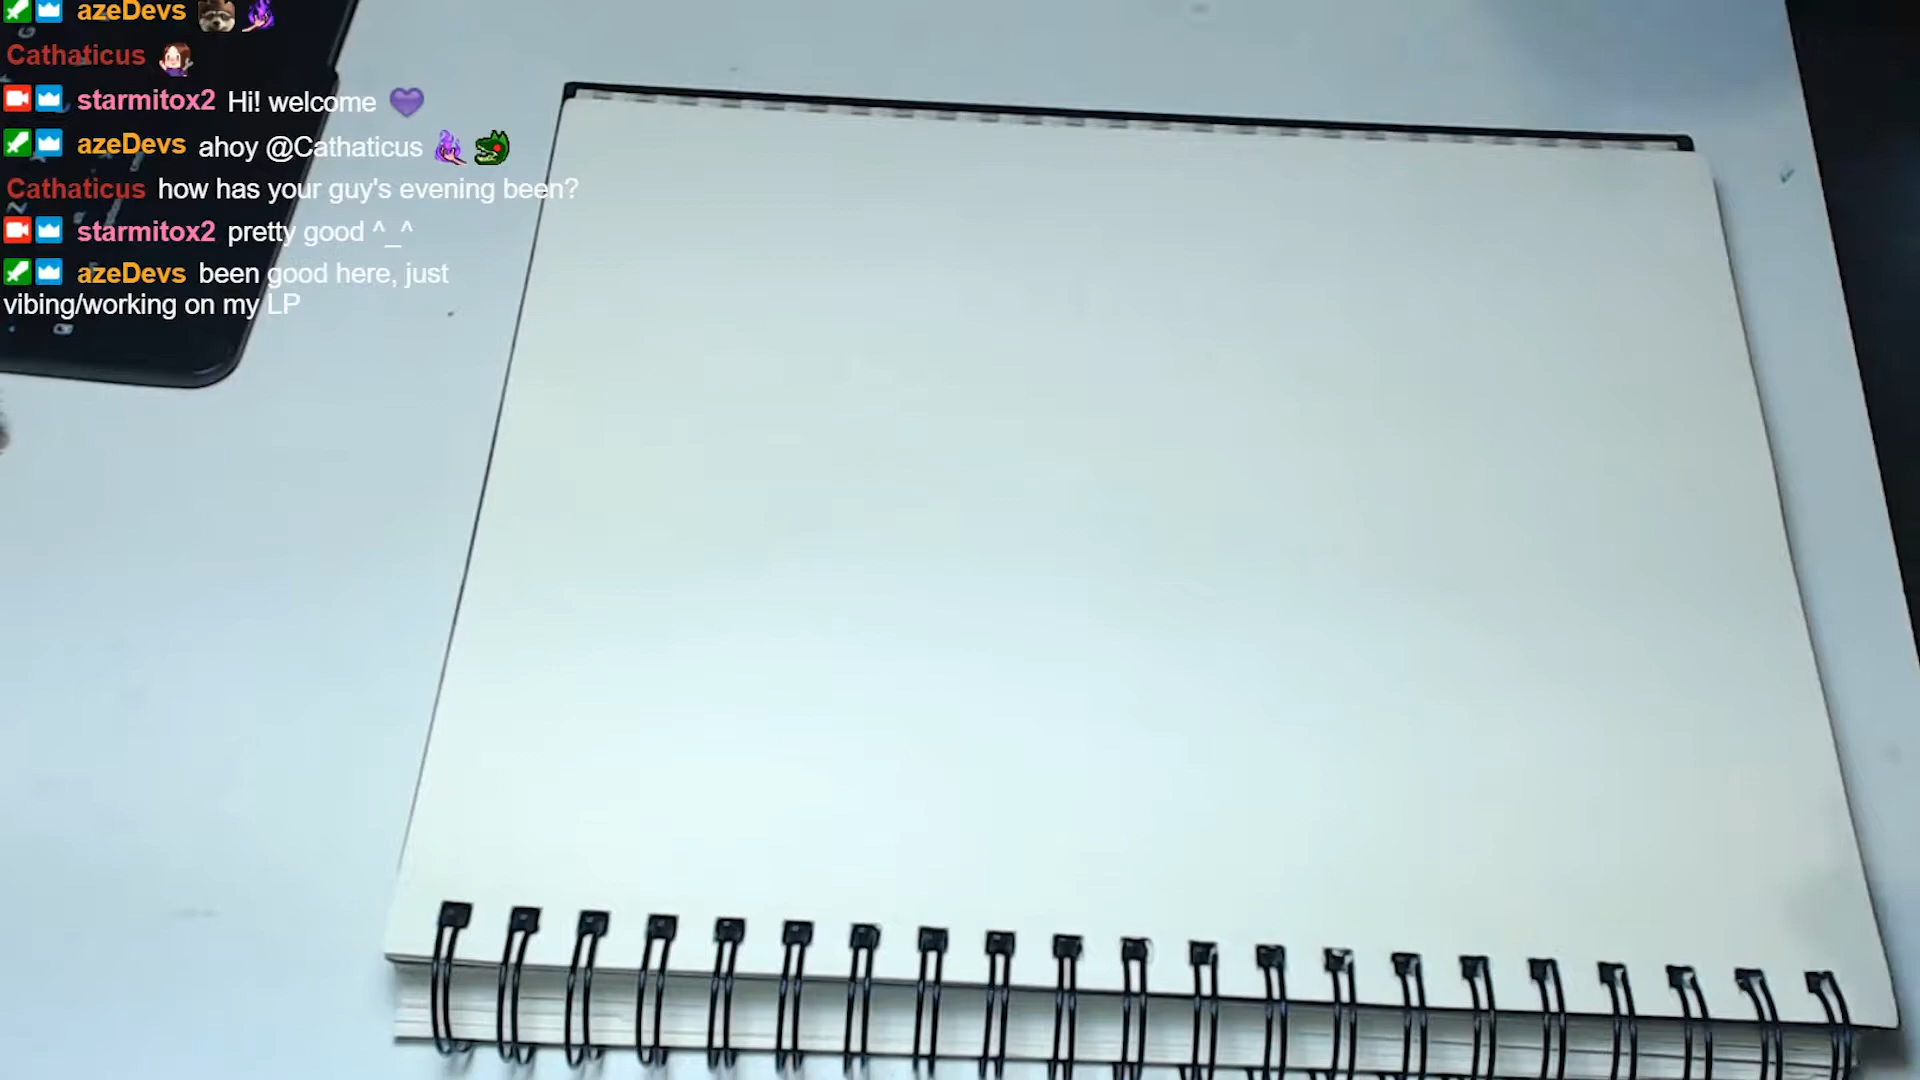 azeDevs
Cathaticus
starmitox2 Hi! welcome
azeDevs ahoy @Cathaticus
Cathaticus how has your guy's evening been?
starmitox2 pretty good ^_^
azeDevs been good here, just
vibing/working on my LP